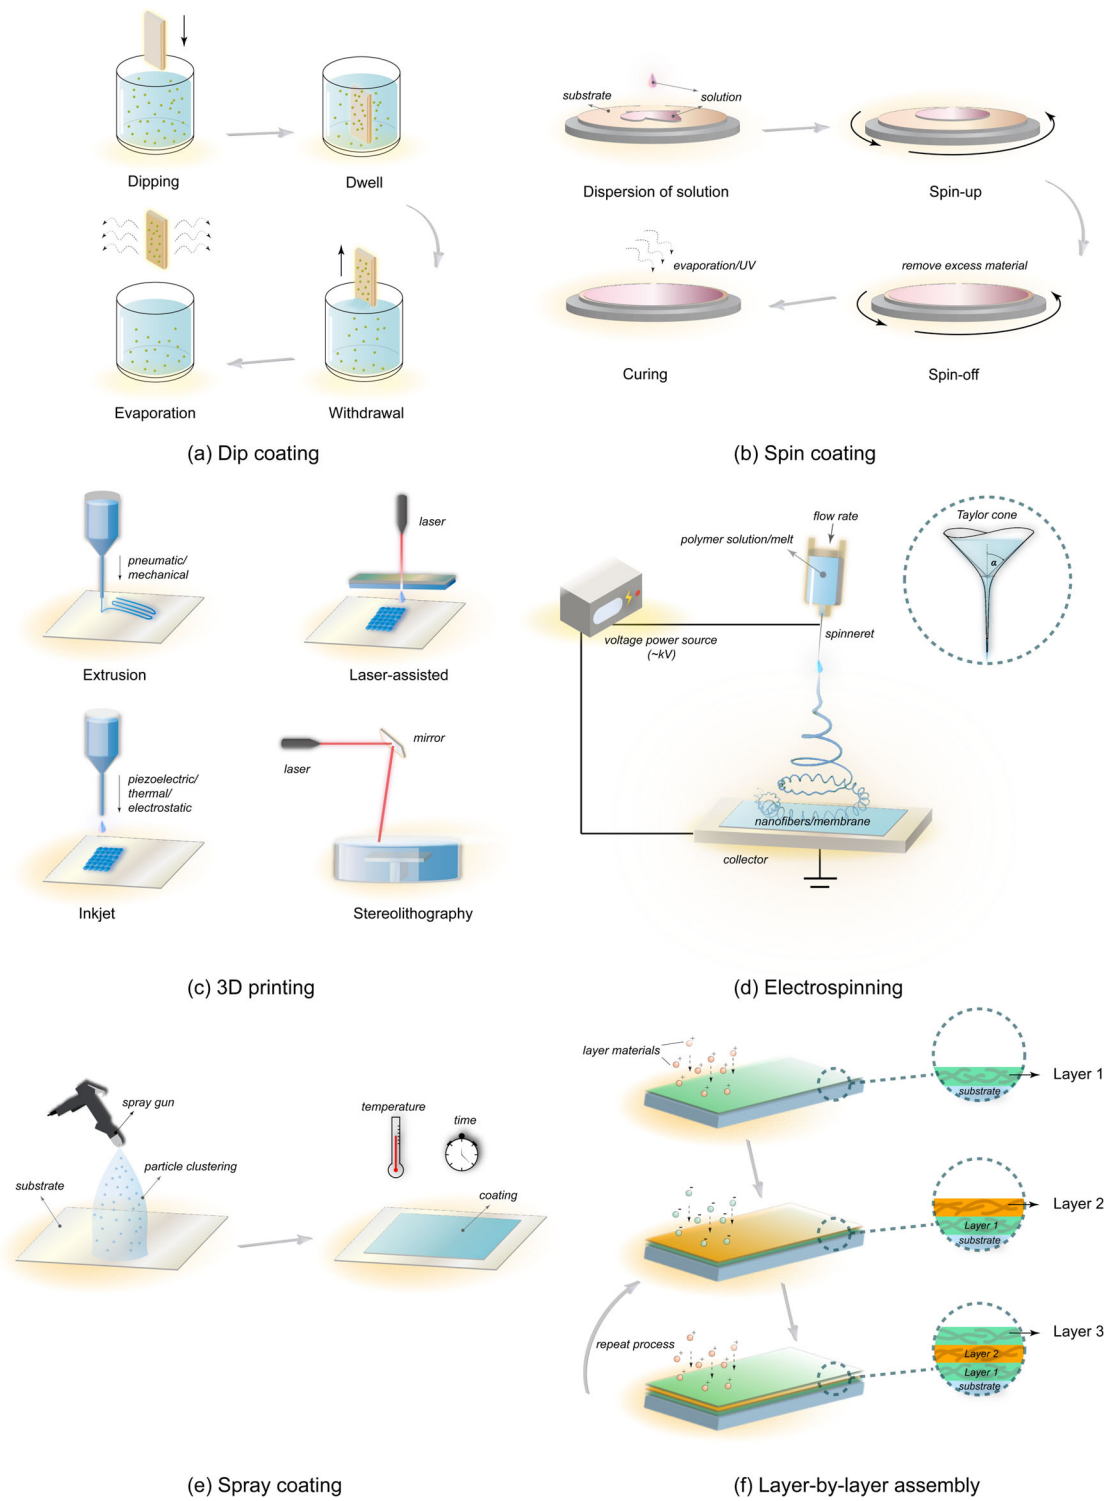 Dipping
Dwell
Evaporation
Withdrawal
(a) Dip coating
substrate
solution
Dispersion of solution
Spin-up
evaporation/UV
remove excess material
Curing
Spin-off
(b) Spin coating
pneumatic/
mechanical
Extrusion
laser
Laser-assisted
piezoelectric/
thermal/
electrostatic
Inkjet
laser
mirror
Stereolithography
(c) 3D printing
flow rate
polymer solution/melt
voltage power source
(~kV)
spinneret
Taylor cone
α
nanofibers/membrane
collector
(d) Electrospinning
spray gun
particle clustering
substrate
temperature
time
coating
(e) Spray coating
layer materials
Layer 1
substrate
Layer 2
Layer 1
substrate
repeat process
Layer 3
Layer 2
Layer 1
substrate
(f) Layer-by-layer assembly